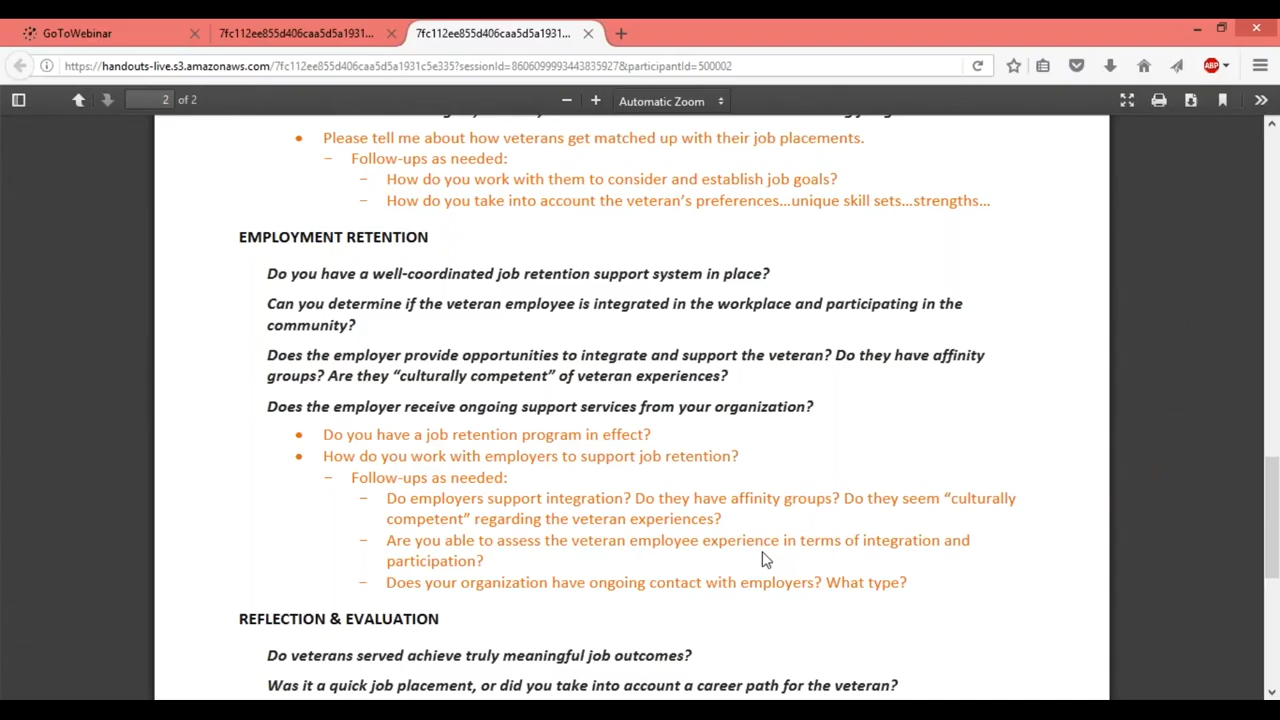 GoToWebinar
7fc112ee855d406caa5d5a1931...
7fc112ee855d406caa5d5a1931...
https://handouts-live.s3.amazonaws.com/7fc112ee855d406caa5d5a1931c5e335?sessionId=8606099993443835927&participantId=500002
ABP
2 of 2
Automatic Zoom
• Please tell me about how veterans get matched up with their job placements.
− Follow-ups as needed:
− How do you work with them to consider and establish job goals?
− How do you take into account the veteran’s preferences…unique skill sets…strengths…
EMPLOYMENT RETENTION
Do you have a well-coordinated job retention support system in place?
Can you determine if the veteran employee is integrated in the workplace and participating in the
community?
Does the employer provide opportunities to integrate and support the veteran? Do they have affinity
groups? Are they “culturally competent” of veteran experiences?
Does the employer receive ongoing support services from your organization?
• Do you have a job retention program in effect?
• How do you work with employers to support job retention?
− Follow-ups as needed:
− Do employers support integration? Do they have affinity groups? Do they seem “culturally
competent” regarding the veteran experiences?
− Are you able to assess the veteran employee experience in terms of integration and
participation?
− Does your organization have ongoing contact with employers? What type?
REFLECTION & EVALUATION
Do veterans served achieve truly meaningful job outcomes?
Was it a quick job placement, or did you take into account a career path for the veteran?